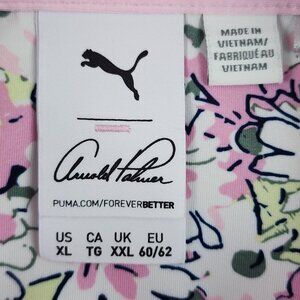 MADE IN
VIETNAM/
FABRIQUÉ AU
VIETNAM
Arnold Palmer
PUMA.COM/FOREVERBETTER
US CA UK EU
XL TG XXL 60/62